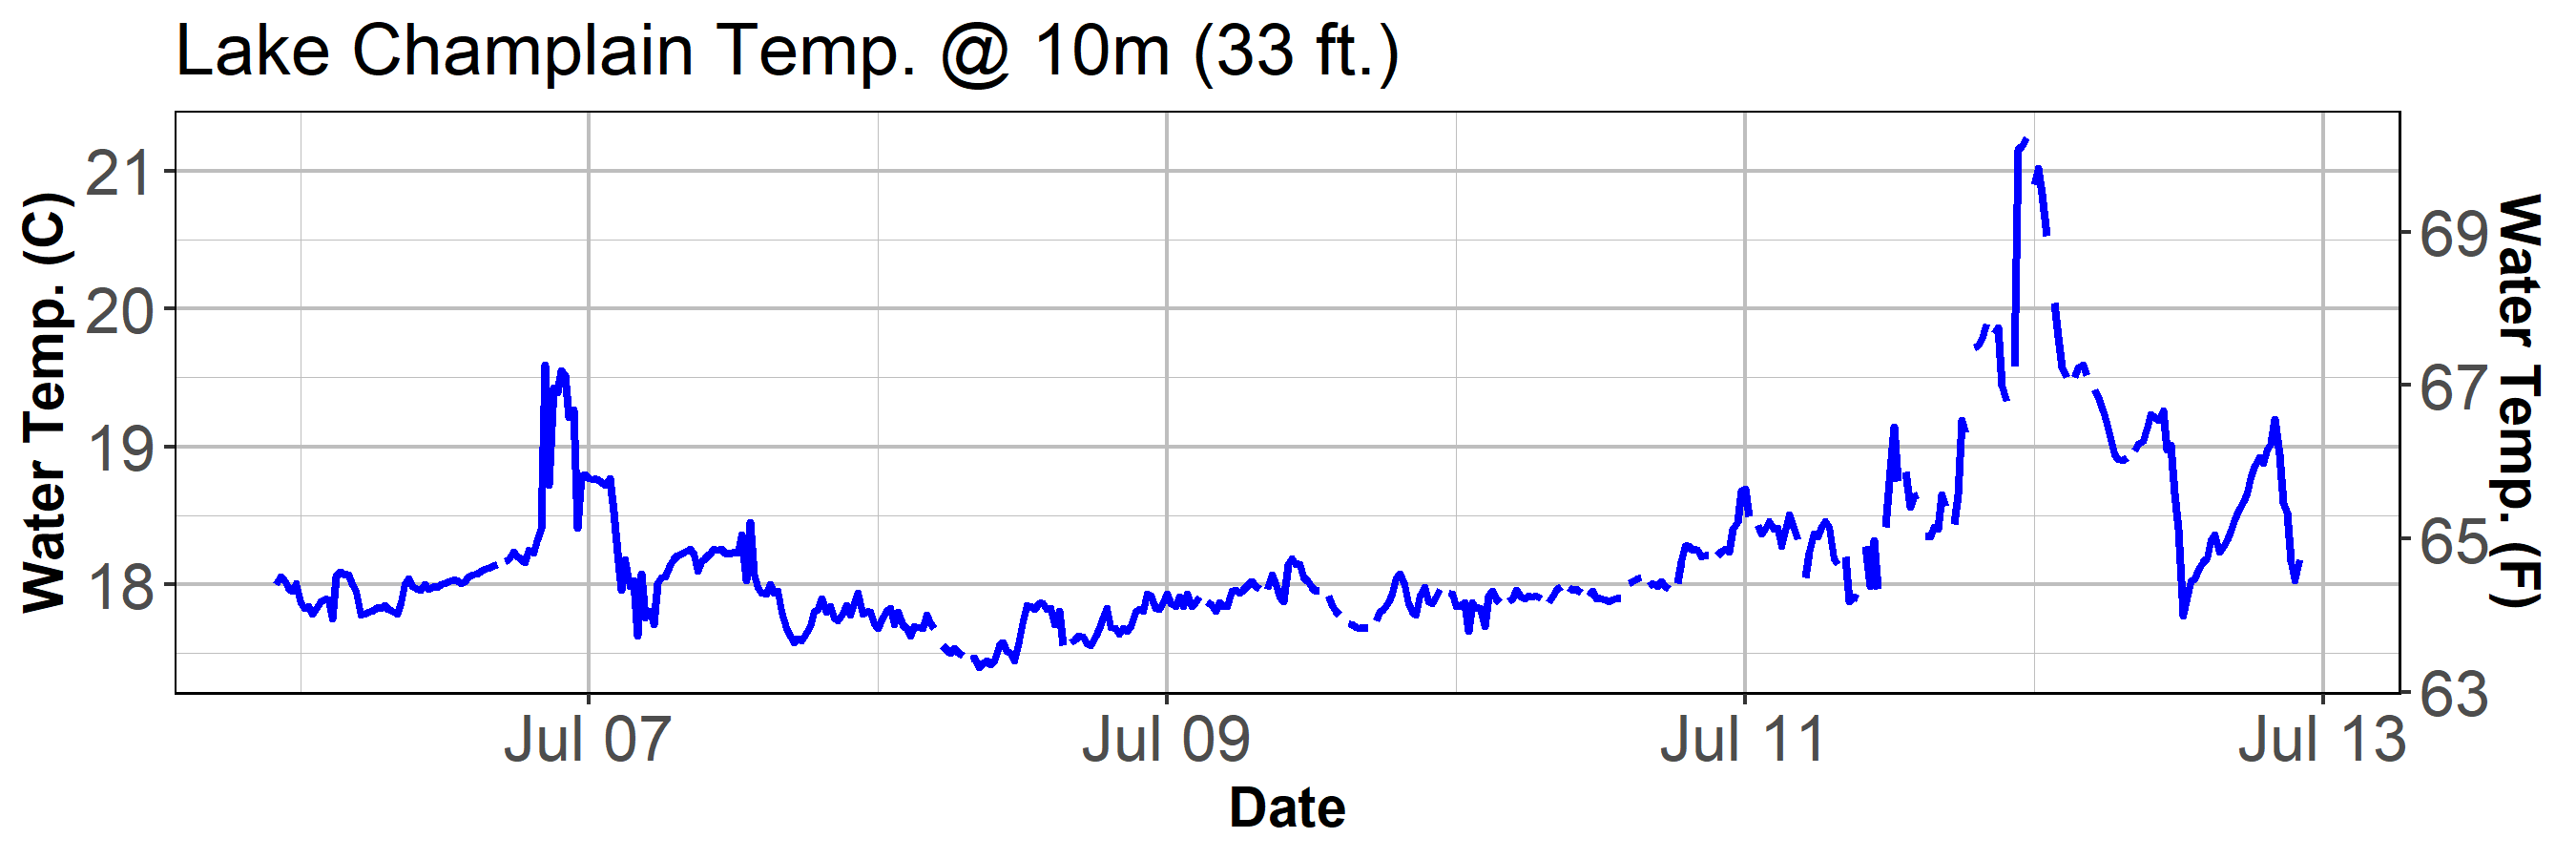 Lake Champlain Temp. @ 10m (33 ft.)
Water Temp. (C)
21
20
19
18
69
67
65
63
Water Temp. (F)
Jul 07
Jul 09
Jul 11
Jul 13
Date